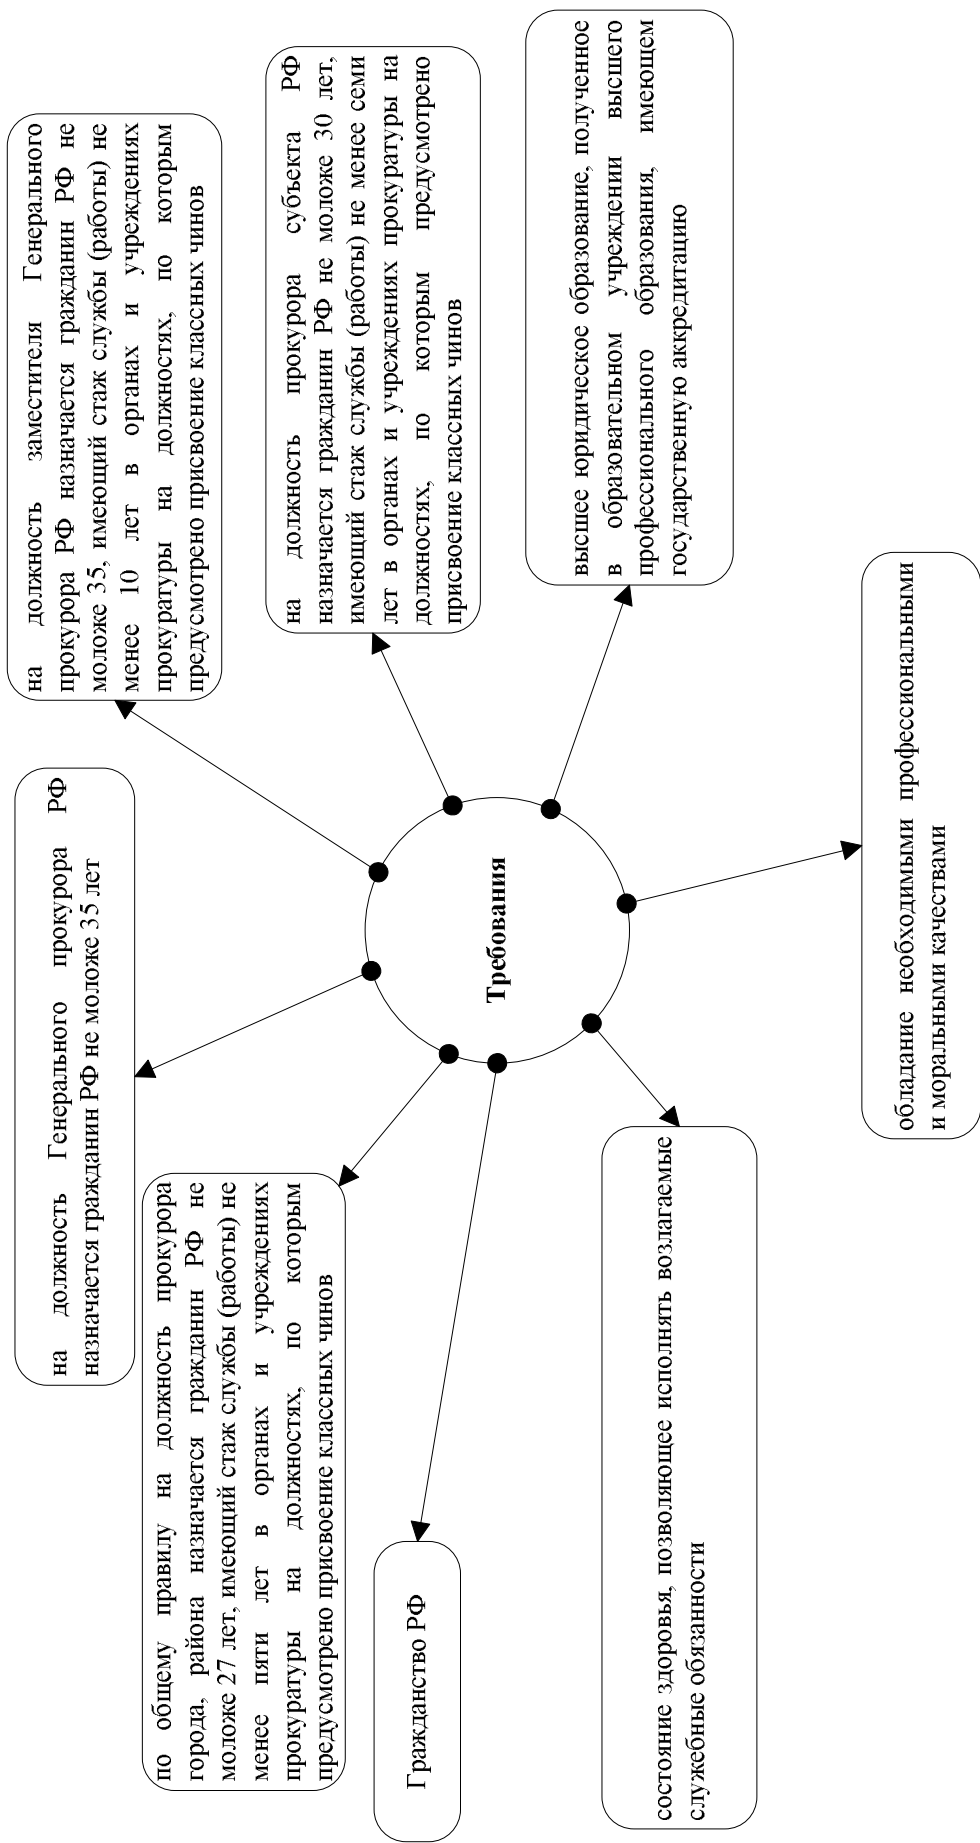 на должность Генерального прокурора РФ
назначается гражданин РФ не моложе 35 лет
на должность заместителя Генерального
прокурора РФ назначается гражданин РФ не
моложе 35, имеющий стаж службы (работы) не
менее 10 лет в органах и учреждениях
прокуратуры на должностях, по которым
предусмотрено присвоение классных чинов
по общему правилу на должность прокурора
города, района назначается гражданин РФ не
моложе 27 лет, имеющий стаж службы (работы) не
менее пяти лет в органах и учреждениях
прокуратуры на должностях, по которым
предусмотрено присвоение классных чинов
на должность прокурора субъекта РФ
назначается гражданин РФ не моложе 30 лет,
имеющий стаж службы (работы) не менее семи
лет в органах и учреждениях прокуратуры на
должностях, по которым предусмотрено
присвоение классных чинов
Гражданство РФ
Требования
высшее юридическое образование, полученное
в образовательном учреждении высшего
профессионального образования, имеющем
государственную аккредитацию
состояние здоровья, позволяющее исполнять возлагаемые
служебные обязанности
обладание необходимыми профессиональными
и моральными качествами